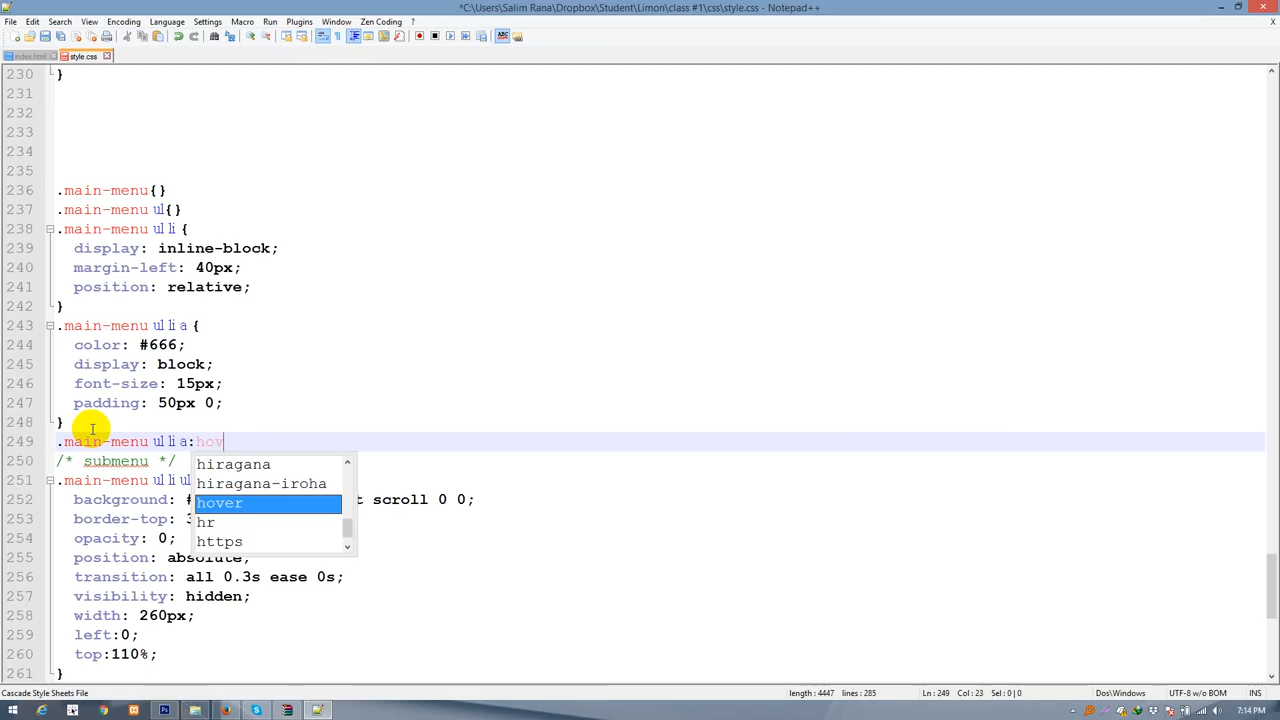 *C:\Users\Salim Rana\Dropbox\Student\Limon\class #1\css\style.css - Notepad++
File Edit Search View Encoding Language Settings Macro Run Plugins Window Zen Coding ? X
index.html style.css
230 }
231
232
233
234
235
236 .main-menu{}
237 .main-menu ul{}
238 .main-menu ul li {
239 display: inline-block;
240 margin-left: 40px;
241 position: relative;
242 }
243 .main-menu ul li a {
244 color: #666;
245 display: block;
246 font-size: 15px;
247 padding: 50px 0;
248 }
249 .main-menu ul li a:hov
250 /* submenu */
251 .main-menu ul li ul
252 background: # t scroll 0 0;
253 border-top: 3
254 opacity: 0;
255 position: absolute;
256 transition: all 0.3s ease 0s;
257 visibility: hidden;
258 width: 260px;
259 left:0;
260 top:110%;
261 }
hiragana
hiragana-iroha
hover
hr
https
Cascade Style Sheets File length : 4447 lines : 285 Ln : 249 Col : 23 Sel : 0 | 0 Dos\Windows UTF-8 w/o BOM INS
7:14 PM